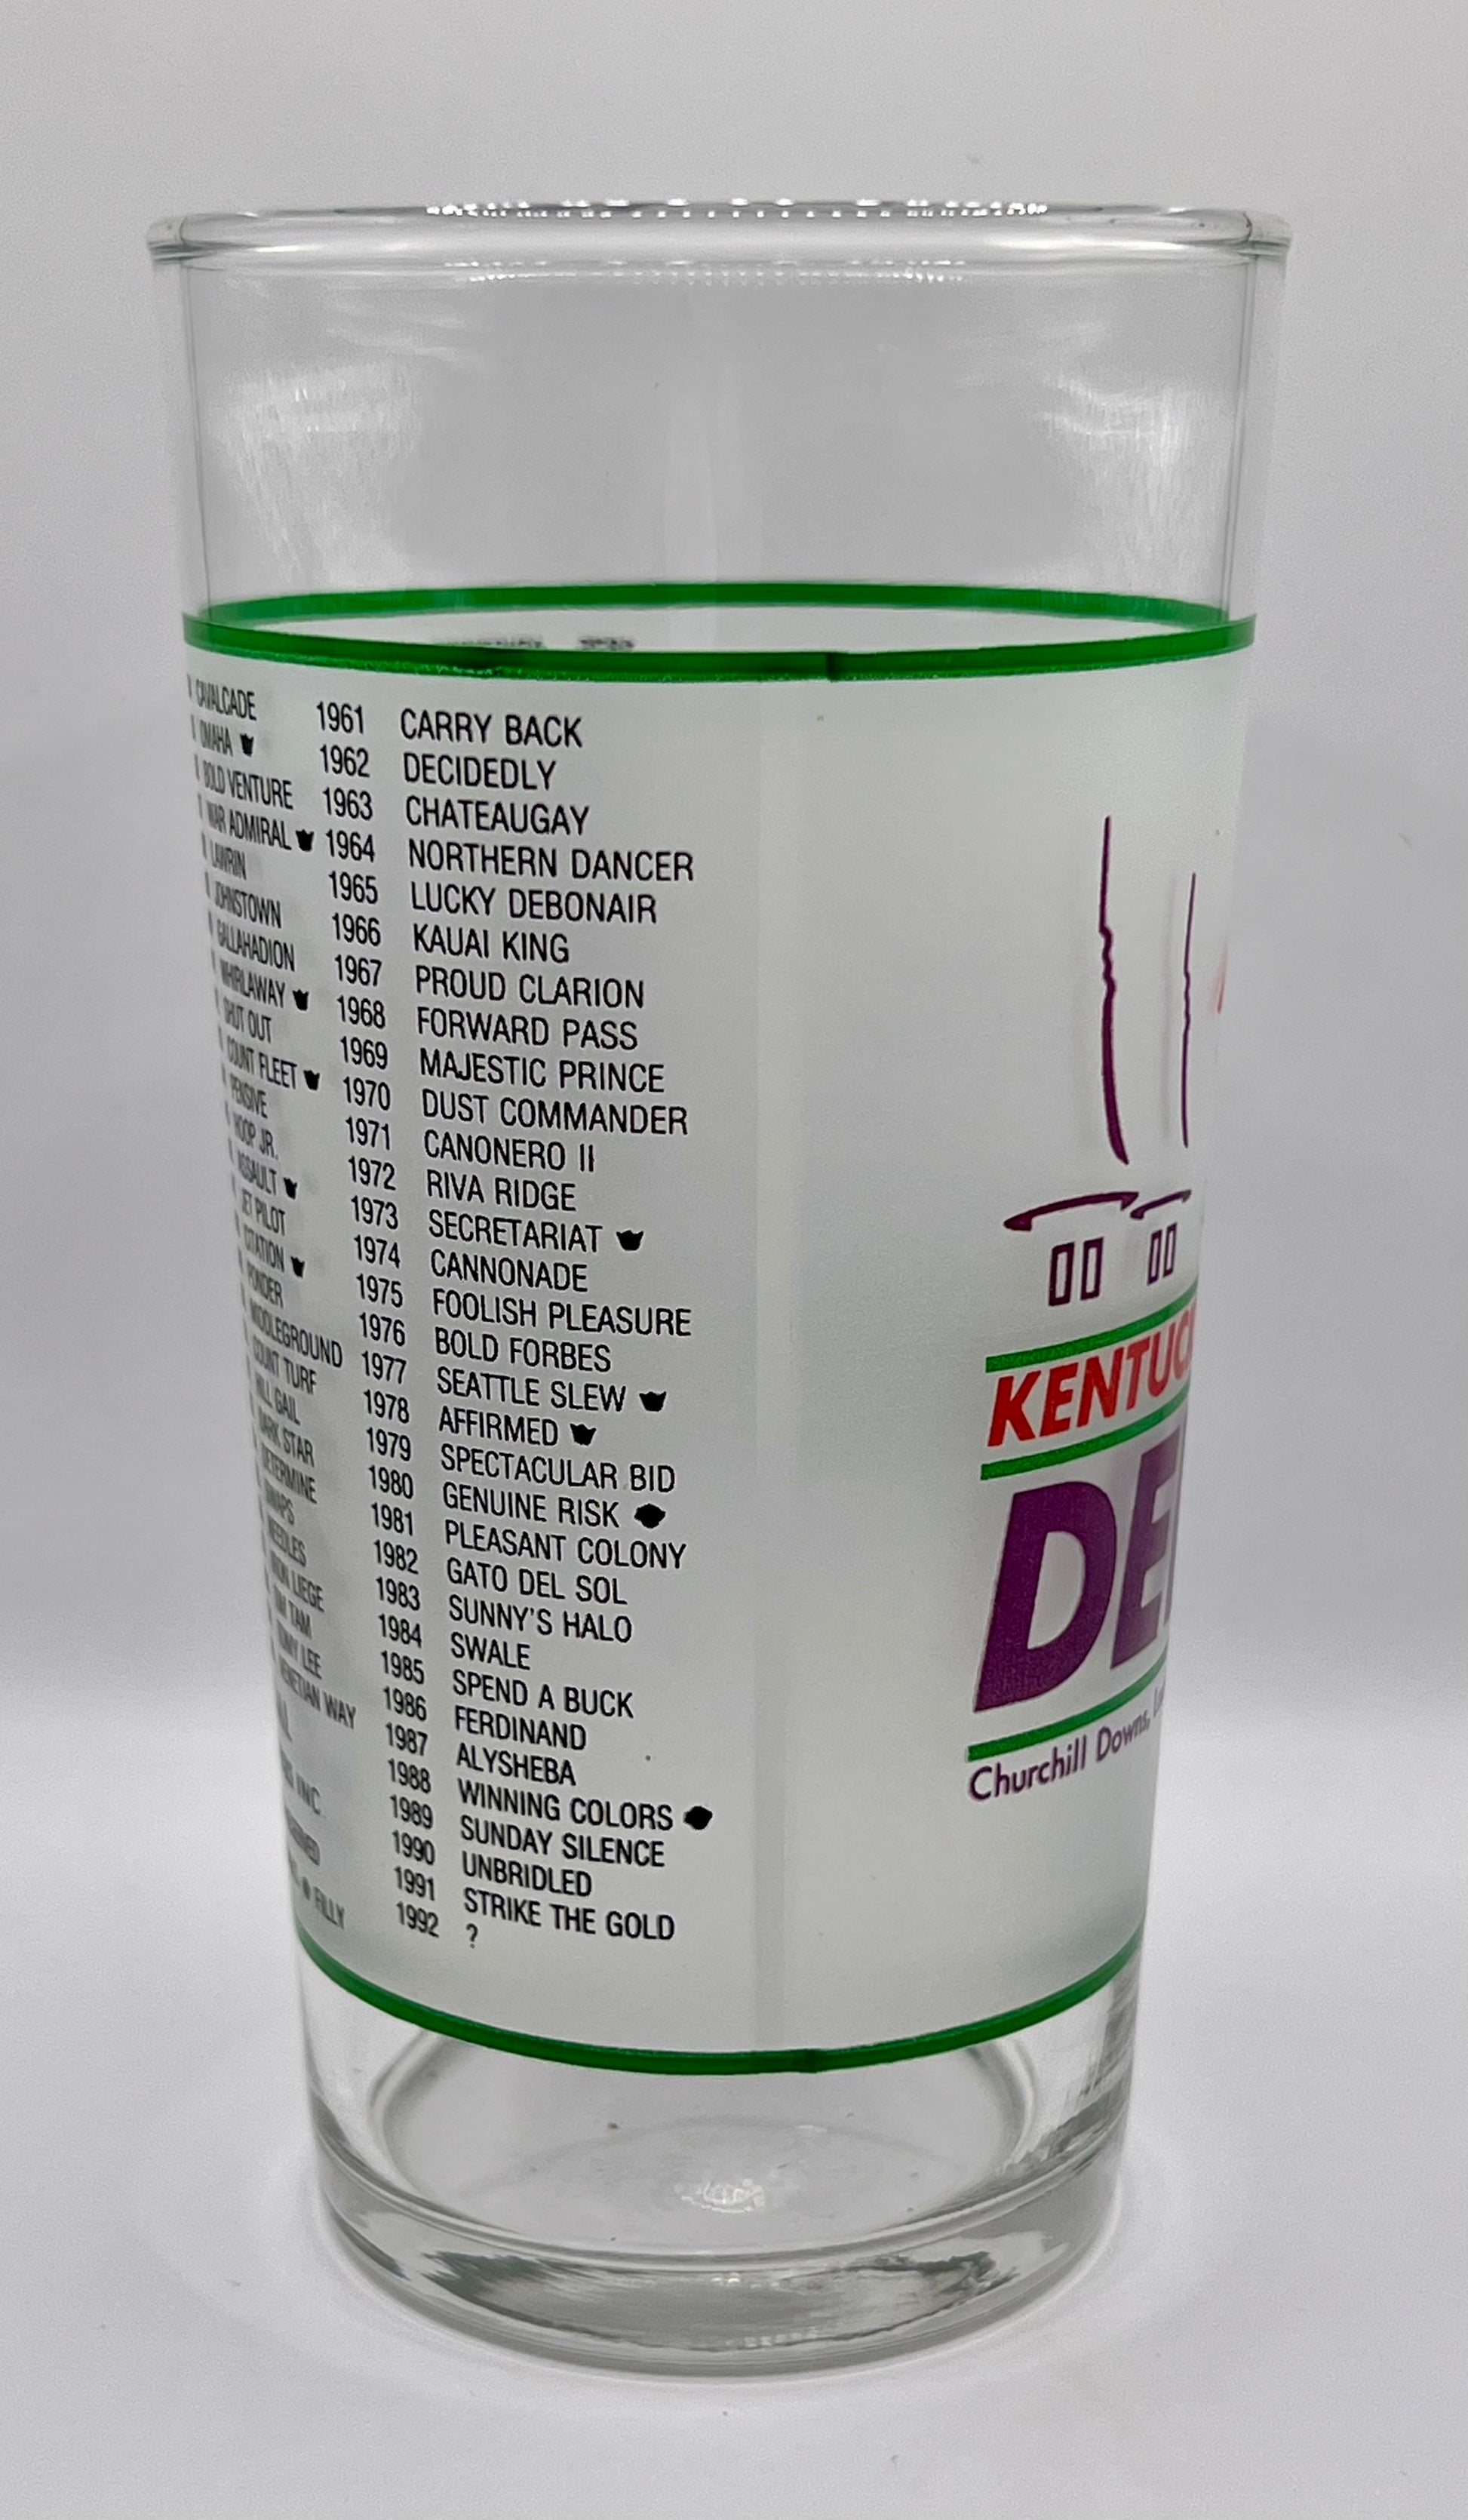 CAVALCADE
OMAHA
BOLD VENTURE
WAR ADMIRAL
LAWRIN
JOHNSTOWN
GALLAHADION
WHIRLAWAY
SHUT OUT
COUNT FLEET
PENSIVE
HOOP JR.
ASSAULT
JET PILOT
CITATION
PONDER
MIDDLEGROUND
COUNT TURF
HILL GAIL
DARK STAR
DETERMINE
SWAPS
NEEDLES
IRON LIEGE
TIM TAM
TOMY LEE
VENETIAN WAY
INC.
FILLY
1961 CARRY BACK
1962 DECIDEDLY
1963 CHATEAUGAY
1964 NORTHERN DANCER
1965 LUCKY DEBONAIR
1966 KAUAI KING
1967 PROUD CLARION
1968 FORWARD PASS
1969 MAJESTIC PRINCE
1970 DUST COMMANDER
1971 CANONERO II
1972 RIVA RIDGE
1973 SECRETARIAT
1974 CANNONADE
1975 FOOLISH PLEASURE
1976 BOLD FORBES
1977 SEATTLE SLEW
1978 AFFIRMED
1979 SPECTACULAR BID
1980 GENUINE RISK
1981 PLEASANT COLONY
1982 GATO DEL SOL
1983 SUNNY'S HALO
1984 SWALE
1985 SPEND A BUCK
1986 FERDINAND
1987 ALYSHEBA
1988 WINNING COLORS
1989 SUNDAY SILENCE
1990 UNBRIDLED
1991 STRIKE THE GOLD
1992 ?
KENTUC
DE
Churchill Downs,